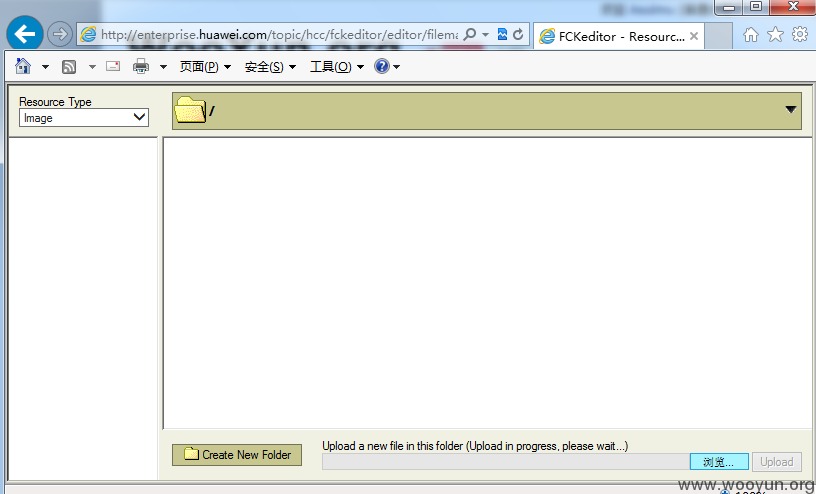 http://enterprise.huawei.com/topic/hcc/fckeditor/editor/filema
FCKeditor - Resourc...
页面(P) 安全(S) 工具(O)
Resource Type
Image
/
Create New Folder
Upload a new file in this folder (Upload in progress, please wait...)
浏览... Upload
www.wooyun.org